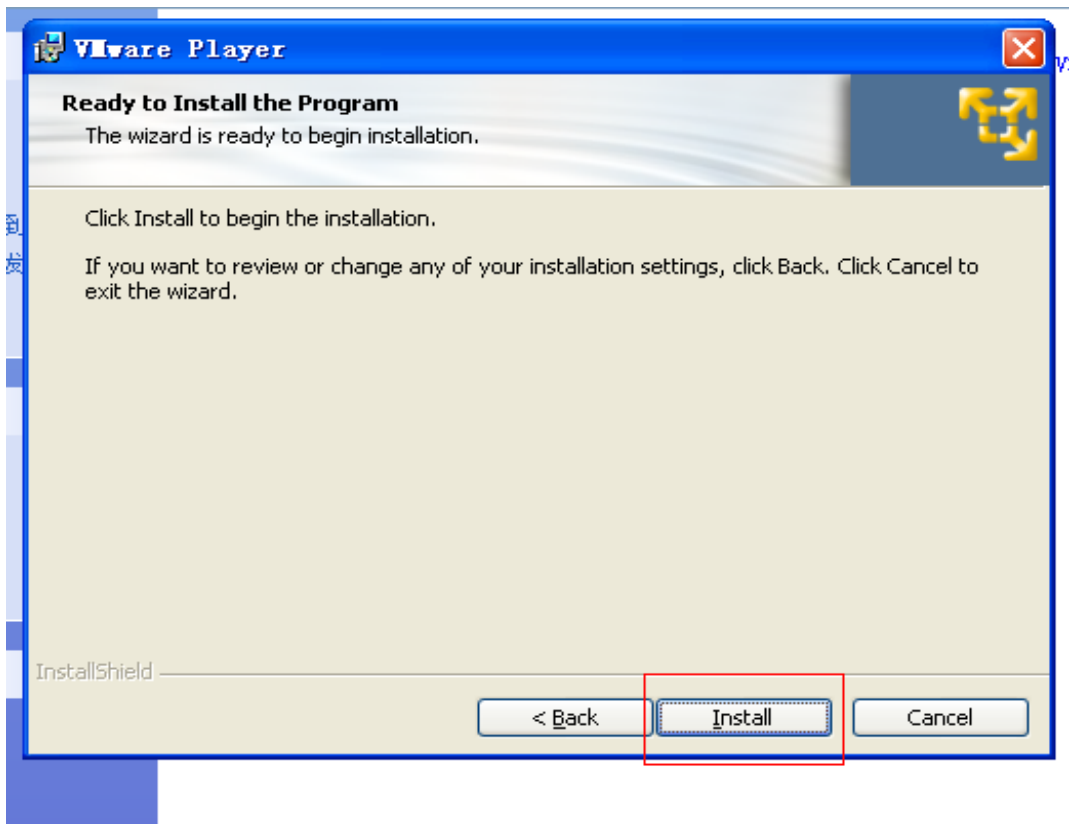 VMware Player
Ready to Install the Program
The wizard is ready to begin installation.
Click Install to begin the installation.
If you want to review or change any of your installation settings, click Back. Click Cancel to
exit the wizard.
InstallShield
< Back
Install
Cancel